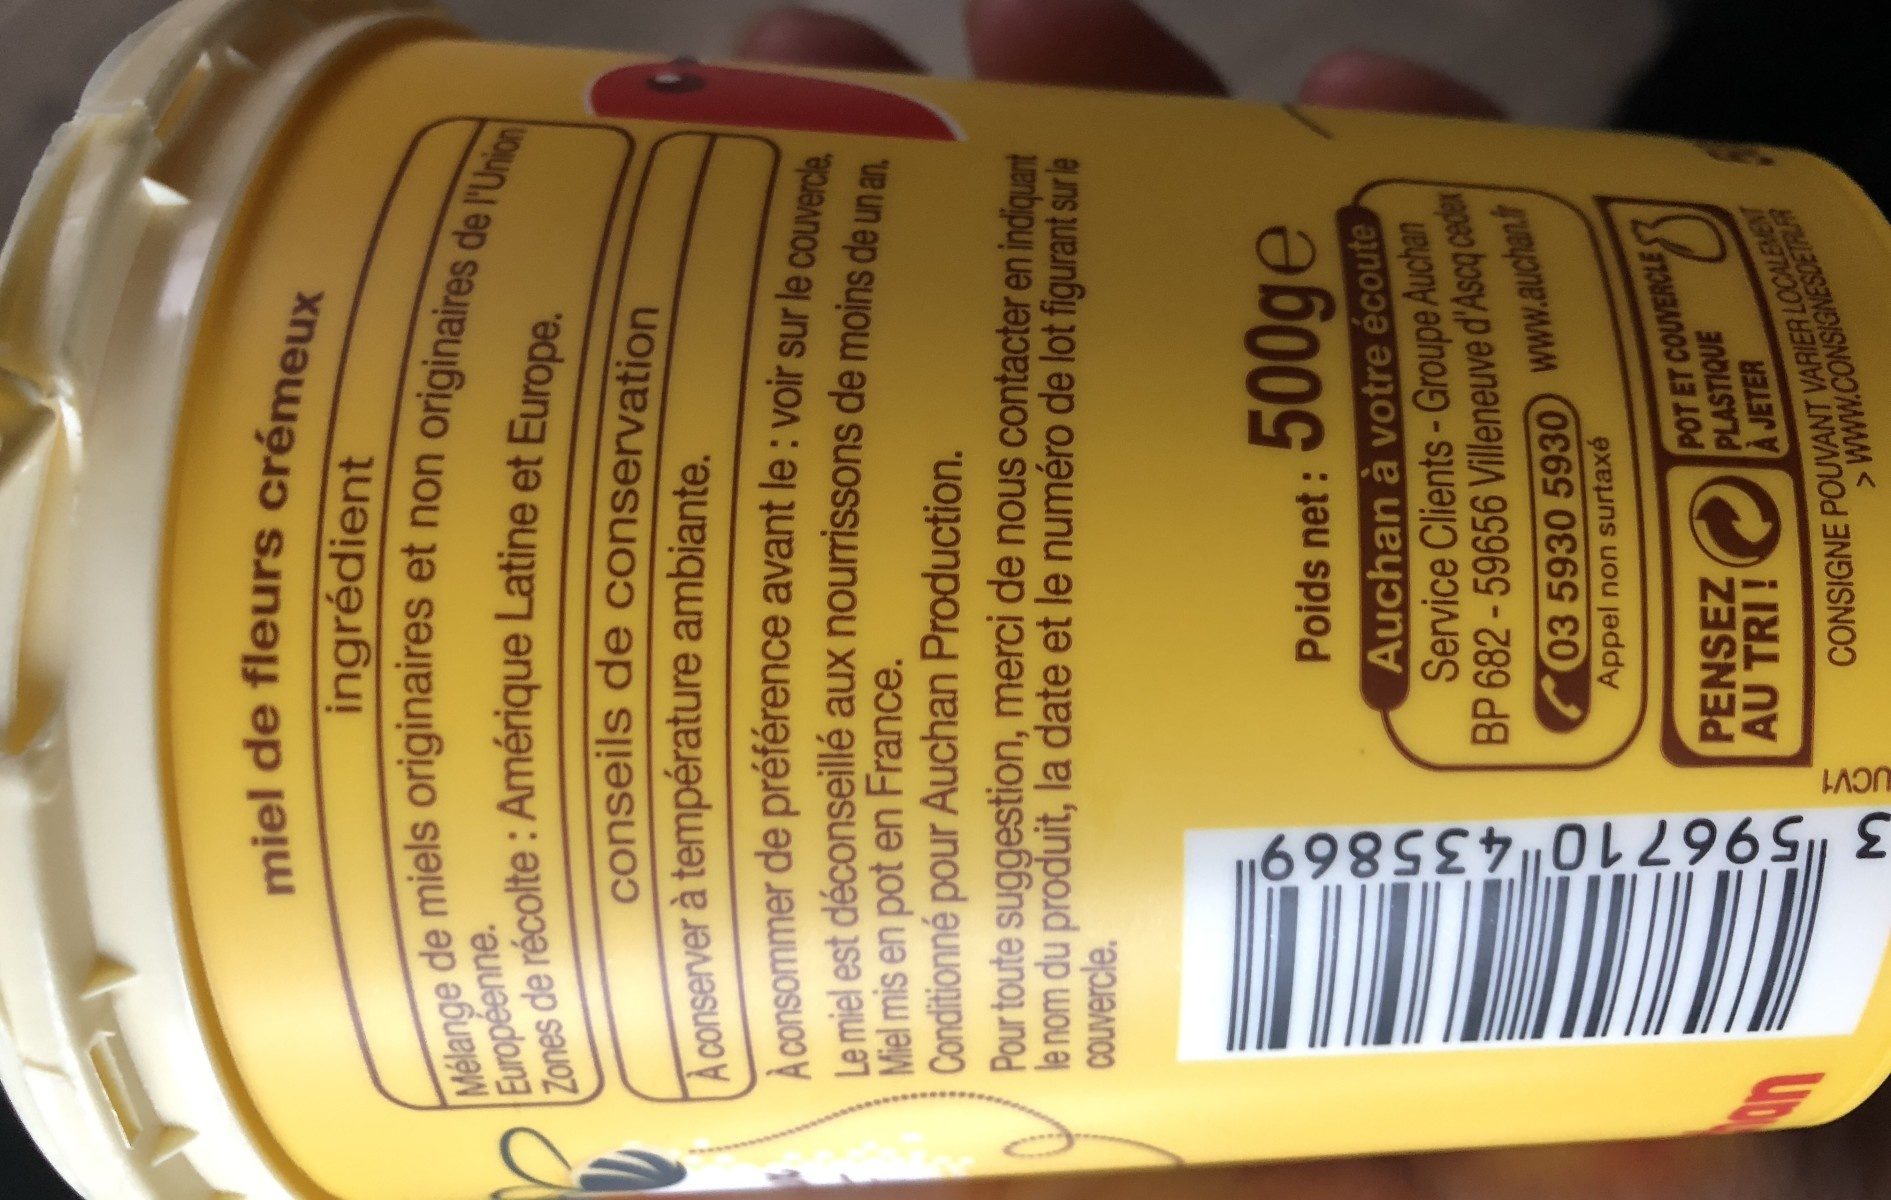 miel de fleurs crémeux
ingrédient
Mélange de miels originaires et non originaires de l'Union
Européenne.
Zones de récolte : Amérique Latine et Europe.
conseils de conservation
À conserver à température ambiante.
À consommer de préférence avant le : voir sur le couvercle.
Le miel est déconseillé aux nourrissons de moins de un an.
Miel mis en pot en France.
Conditionné pour Auchan Production.
Pour toute suggestion, merci de nous contacter en indiquant
le nom du produit, la date et le numéro de lot figurant sur le
couvercle.
Poids net : 500g e
Auchan à votre écoute
Service Clients - Groupe Auchan
BP 682 - 59656 Villeneuve d'Ascq cedex
03 5930 5930 www.auchan.fr
Appel non surtaxé
PENSEZ
AU TRI !
POT ET COUVERCLE
PLASTIQUE
À JETER
CONSIGNE POUVANT VARIER LOCALEMENT
> WWW.CONSIGNESDETRI.FR
UCV1
3 596710 435869